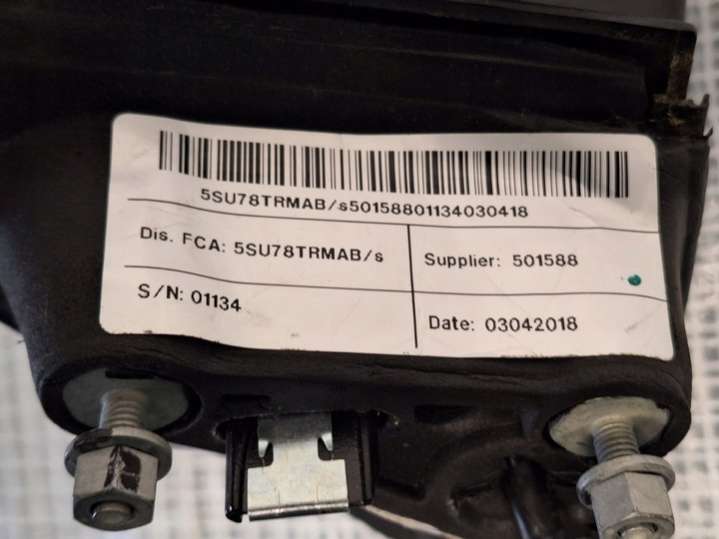 5SU78TRMAB/s50158801134030418
Dis. FCA: 5SU78TRMAB/s
Supplier: 501588
S/N: 01134
Date: 03042018